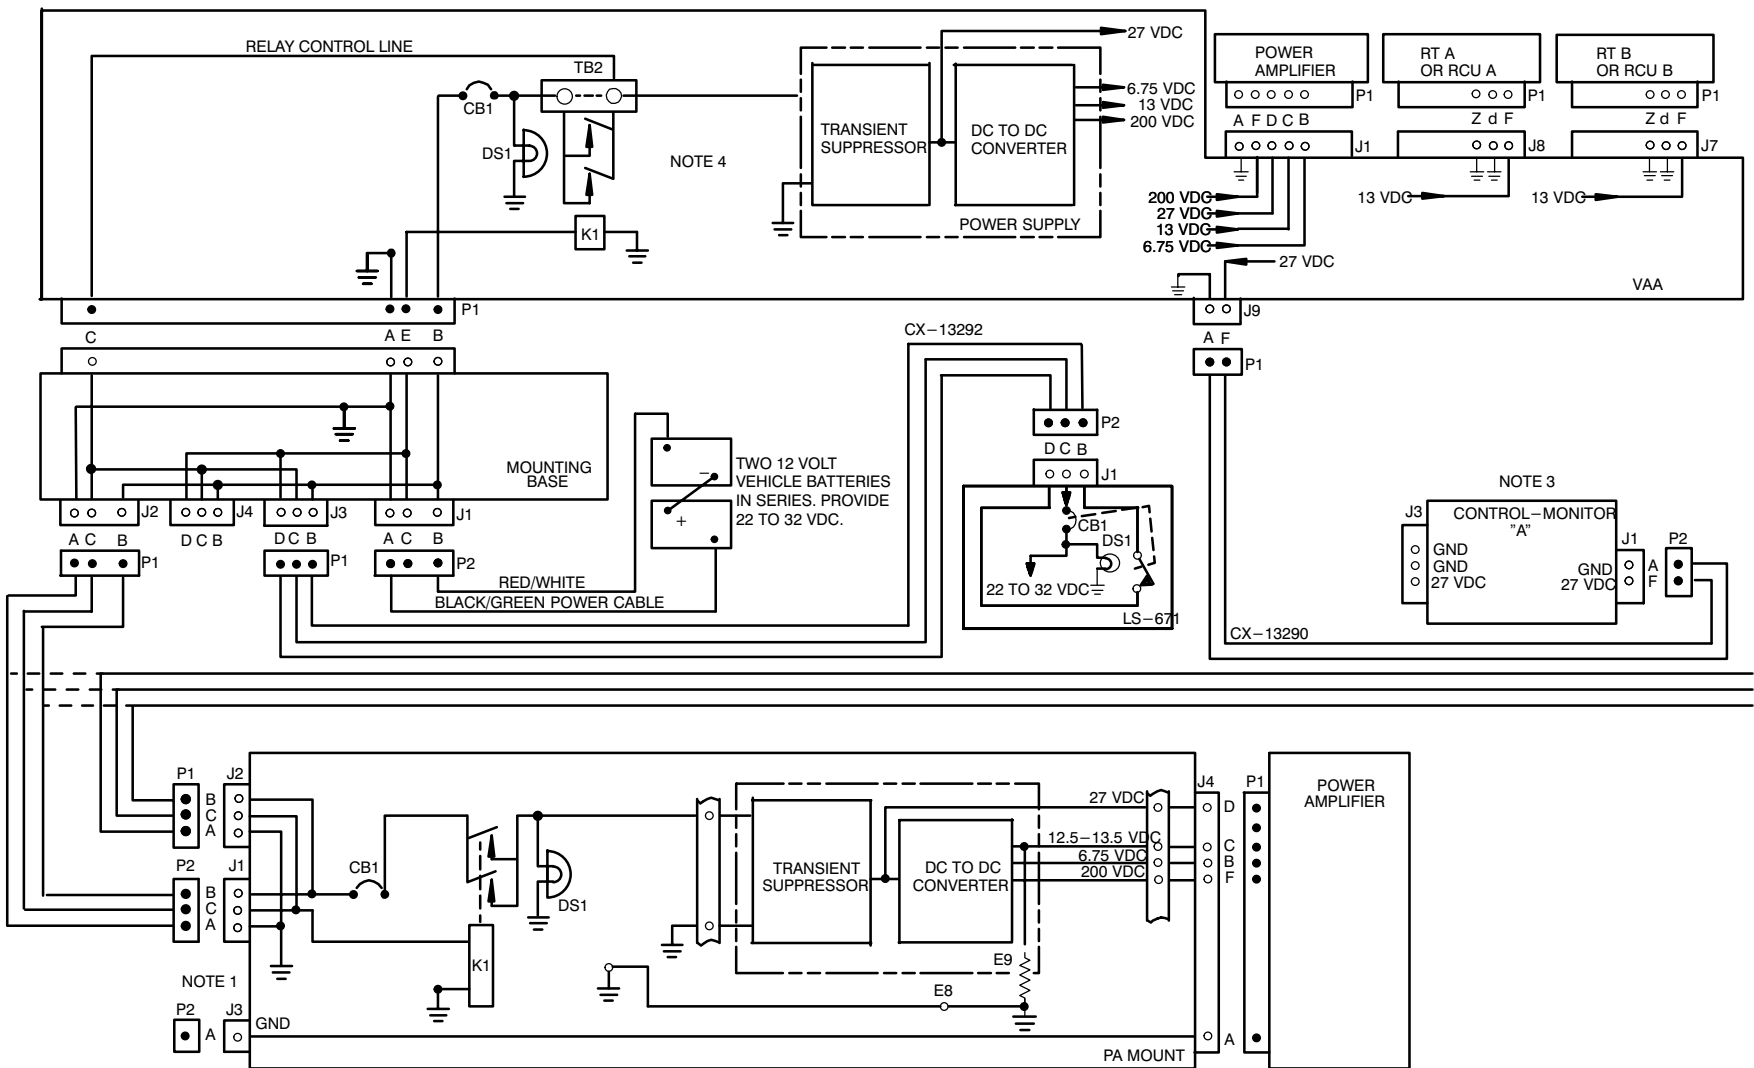 RELAY CONTROL LINE
TB2
CB1
DS1
NOTE 4
K1
TRANSIENT
SUPPRESSOR
DC TO DC
CONVERTER
POWER SUPPLY
27 VDC
6.75 VDC
13 VDC
200 VDC
POWER
AMPLIFIER
P1
A F D C B
J1
RT A
OR RCU A
P1
Z d F
J8
RT B
OR RCU B
P1
Z d F
J7
200 VDC
27 VDC
13 VDC
6.75 VDC
13 VDC
13 VDC
27 VDC
VAA
J9
A F
P1
P1
C
A E B
MOUNTING
BASE
J2
J4
J3
J1
A C B
D C B
D C B
A C B
P1
P1
P2
RED/WHITE
BLACK/GREEN POWER CABLE
−
+
TWO 12 VOLT
VEHICLE BATTERIES
IN SERIES. PROVIDE
22 TO 32 VDC.
CX−13292
P2
D C B
J1
CB1
DS1
22 TO 32 VDC
LS−671
NOTE 3
CONTROL−MONITOR
"A"
J3
GND
GND
27 VDC
J1
GND
27 VDC
A
F
P2
CX−13290
P1
J2
B
C
A
P2
J1
B
C
A
NOTE 1
P2
J3
A
GND
CB1
K1
DS1
TRANSIENT
SUPPRESSOR
DC TO DC
CONVERTER
27 VDC
12.5−13.5 VDC
6.75 VDC
200 VDC
E9
E8
PA MOUNT
J4
P1
D
C
B
F
A
POWER
AMPLIFIER